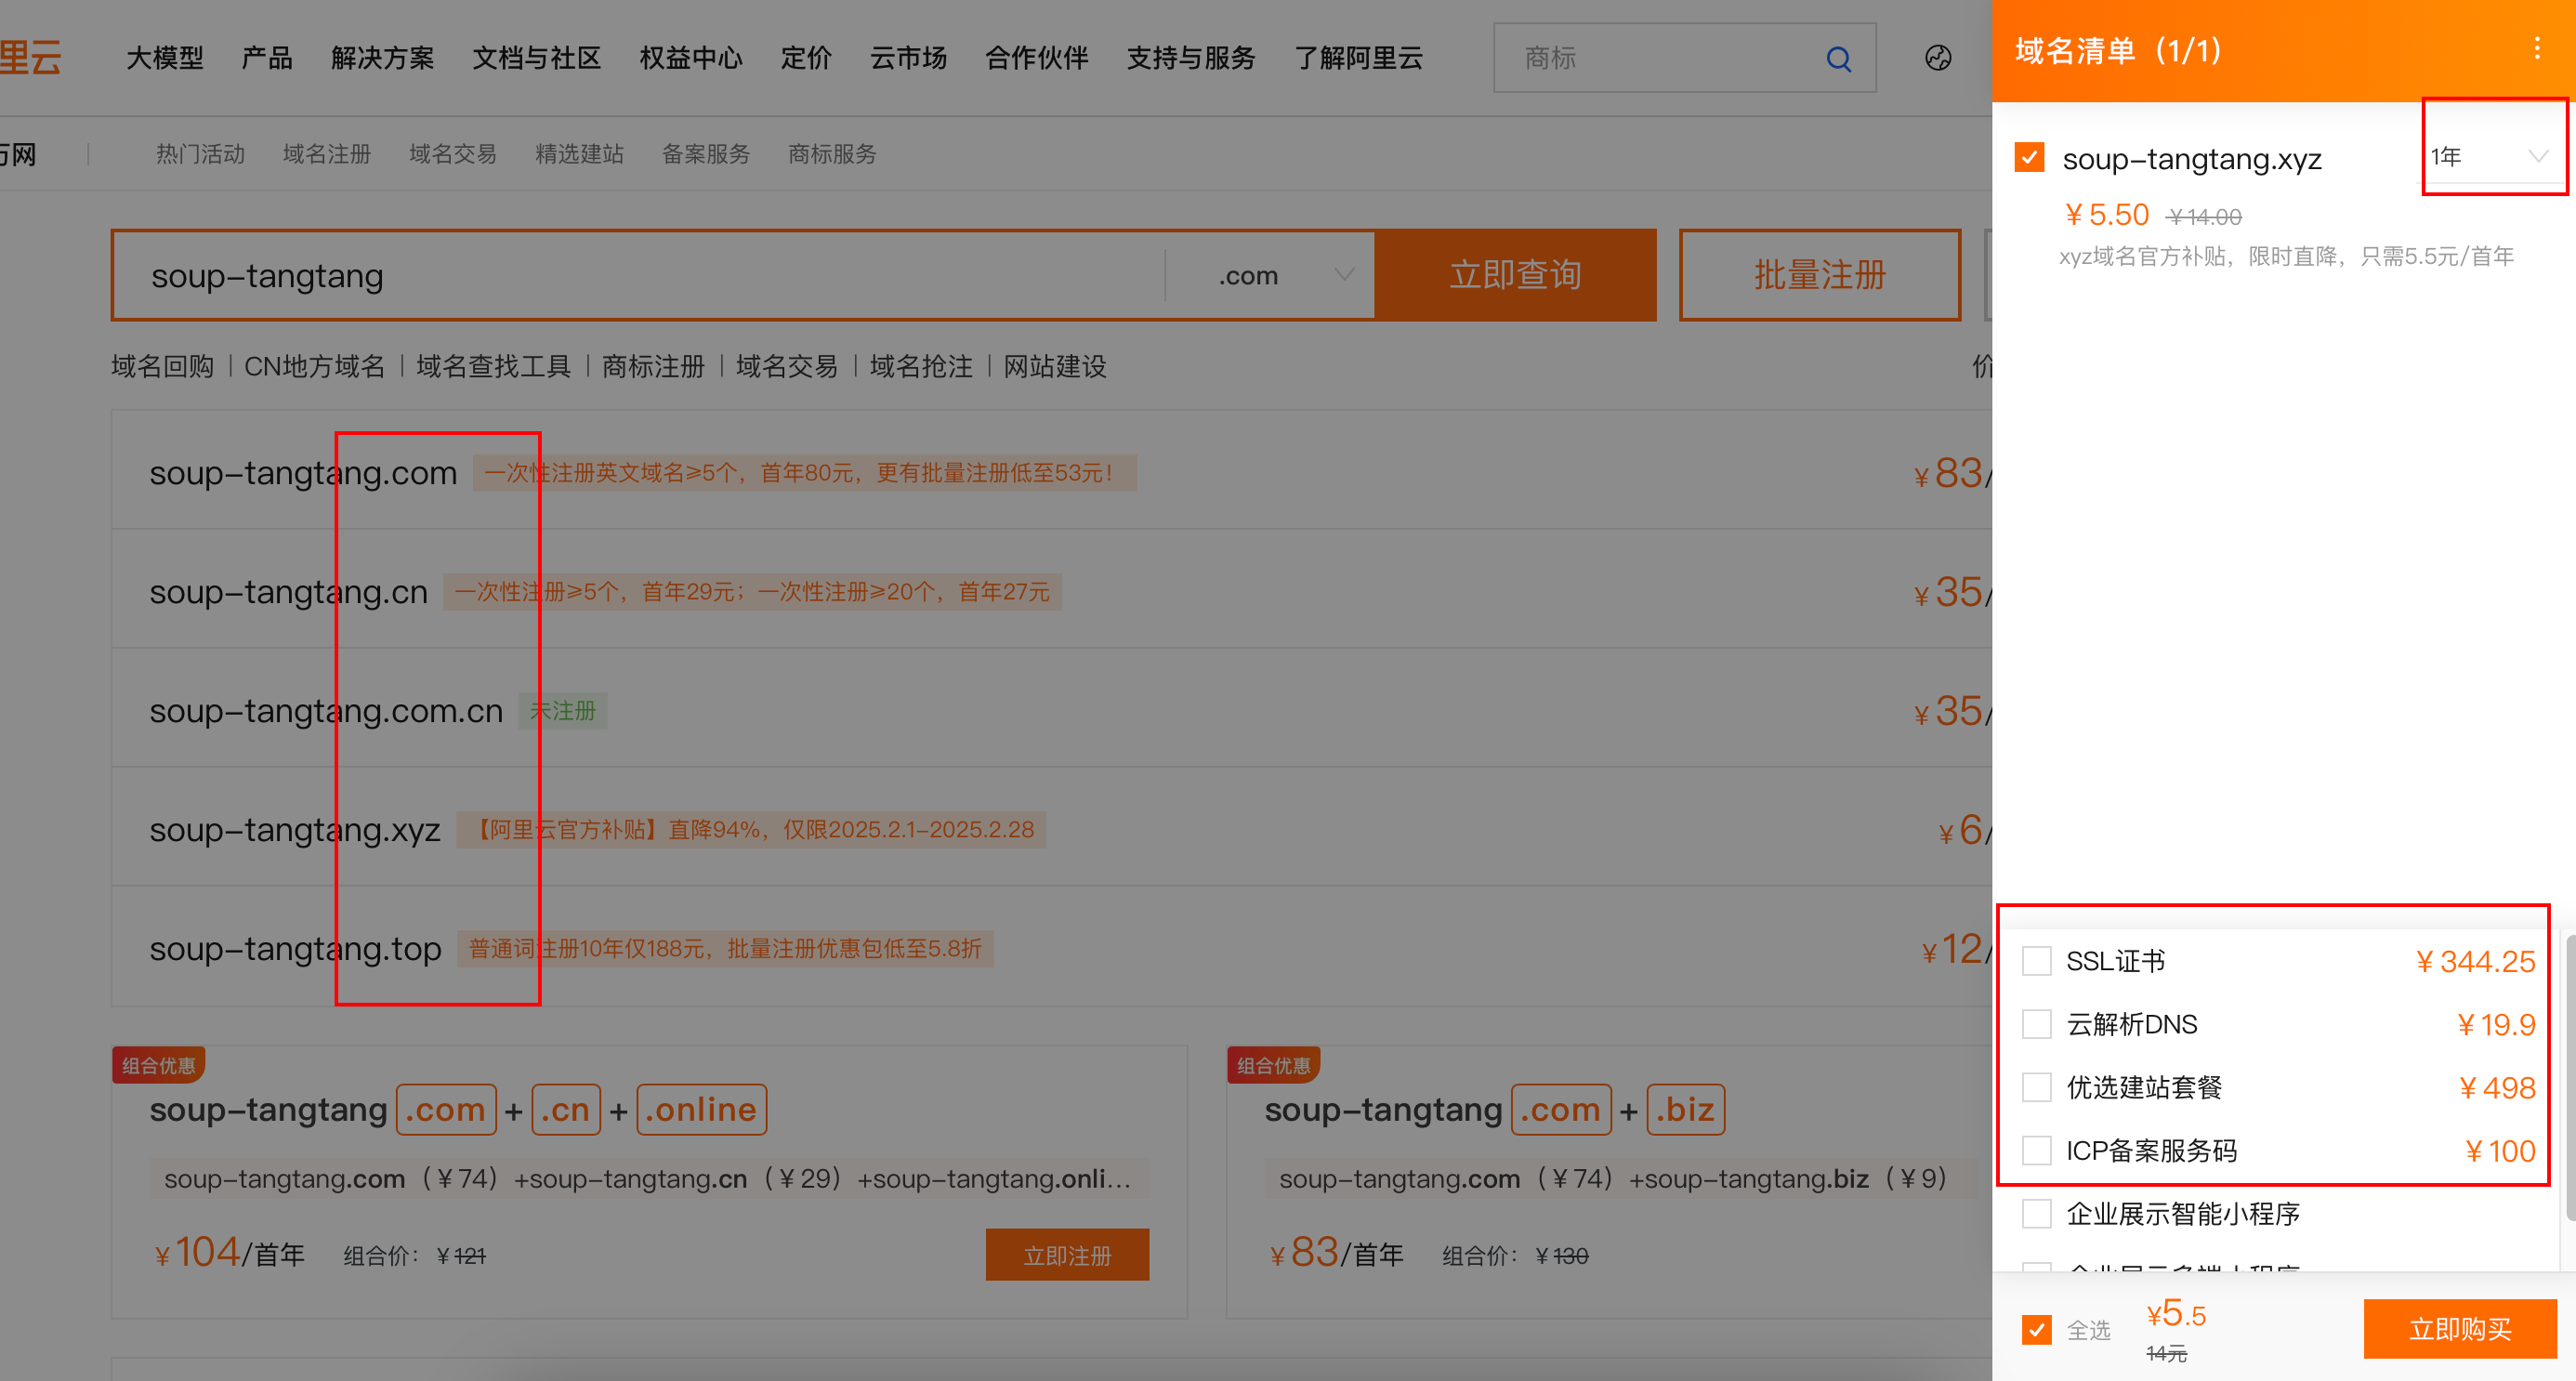 里云
大模型 产品 解决方案 文档与社区 权益中心 定价 云市场 合作伙伴 支持与服务 了解阿里云
商标
万网
热门活动 域名注册 域名交易 精选建站 备案服务 商标服务
soup-tangtang .com 立即查询 批量注册
域名回购 | CN地方域名 | 域名查找工具 | 商标注册 | 域名交易 | 域名抢注 | 网站建设
价
soup-tangtang.com 一次性注册英文域名≥5个，首年80元，更有批量注册低至53元！ ¥83/
soup-tangtang.cn 一次性注册≥5个，首年29元；一次性注册≥20个，首年27元 ¥35/
soup-tangtang.com.cn 未注册 ¥35/
soup-tangtang.xyz 【阿里云官方补贴】直降94%，仅限2025.2.1-2025.2.28 ¥6/
soup-tangtang.top 普通词注册10年仅188元，批量注册优惠包低至5.8折 ¥12/
组合优惠
soup-tangtang .com + .cn + .online
soup-tangtang.com（¥74）+soup-tangtang.cn（¥29）+soup-tangtang.onli...
¥104/首年 组合价：¥121
立即注册
组合优惠
soup-tangtang .com + .biz
soup-tangtang.com（¥74）+soup-tangtang.biz（¥9）
¥83/首年 组合价：¥130
域名清单（1/1）
soup-tangtang.xyz 1年
¥5.50 ¥14.00
xyz域名官方补贴，限时直降，只需5.5元/首年
SSL证书 ¥344.25
云解析DNS ¥19.9
优选建站套餐 ¥498
ICP备案服务码 ¥100
企业展示智能小程序
企业展示多端小程序
全选 ¥5.5
14元
立即购买